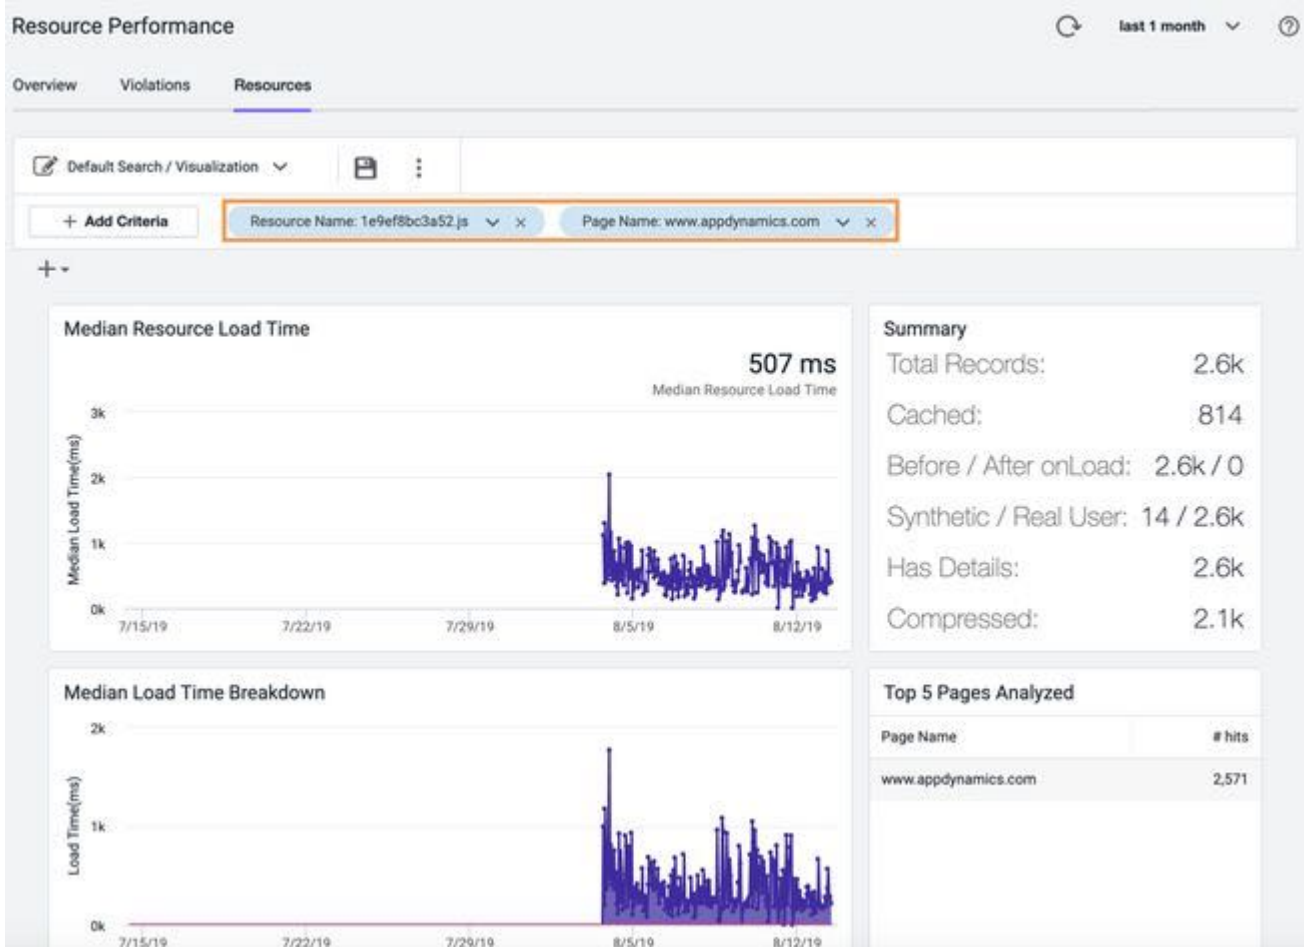 Resource Performance
last 1 month
Overview Violations Resources
Default Search / Visualization
+ Add Criteria
Resource Name: 1e9ef8bc3a52.js ×
Page Name: www.appdynamics.com ×
Median Resource Load Time
507 ms
Median Resource Load Time
Median Load Time(ms)
3k
2k
1k
0k
7/15/19 7/22/19 7/29/19 8/5/19 8/12/19
Summary
Total Records: 2.6k
Cached: 814
Before / After onLoad: 2.6k / 0
Synthetic / Real User: 14 / 2.6k
Has Details: 2.6k
Compressed: 2.1k
Median Load Time Breakdown
Load Time(ms)
2k
1k
0k
7/15/19 7/22/19 7/29/19 8/5/19 8/12/19
Top 5 Pages Analyzed
Page Name # hits
www.appdynamics.com 2,571